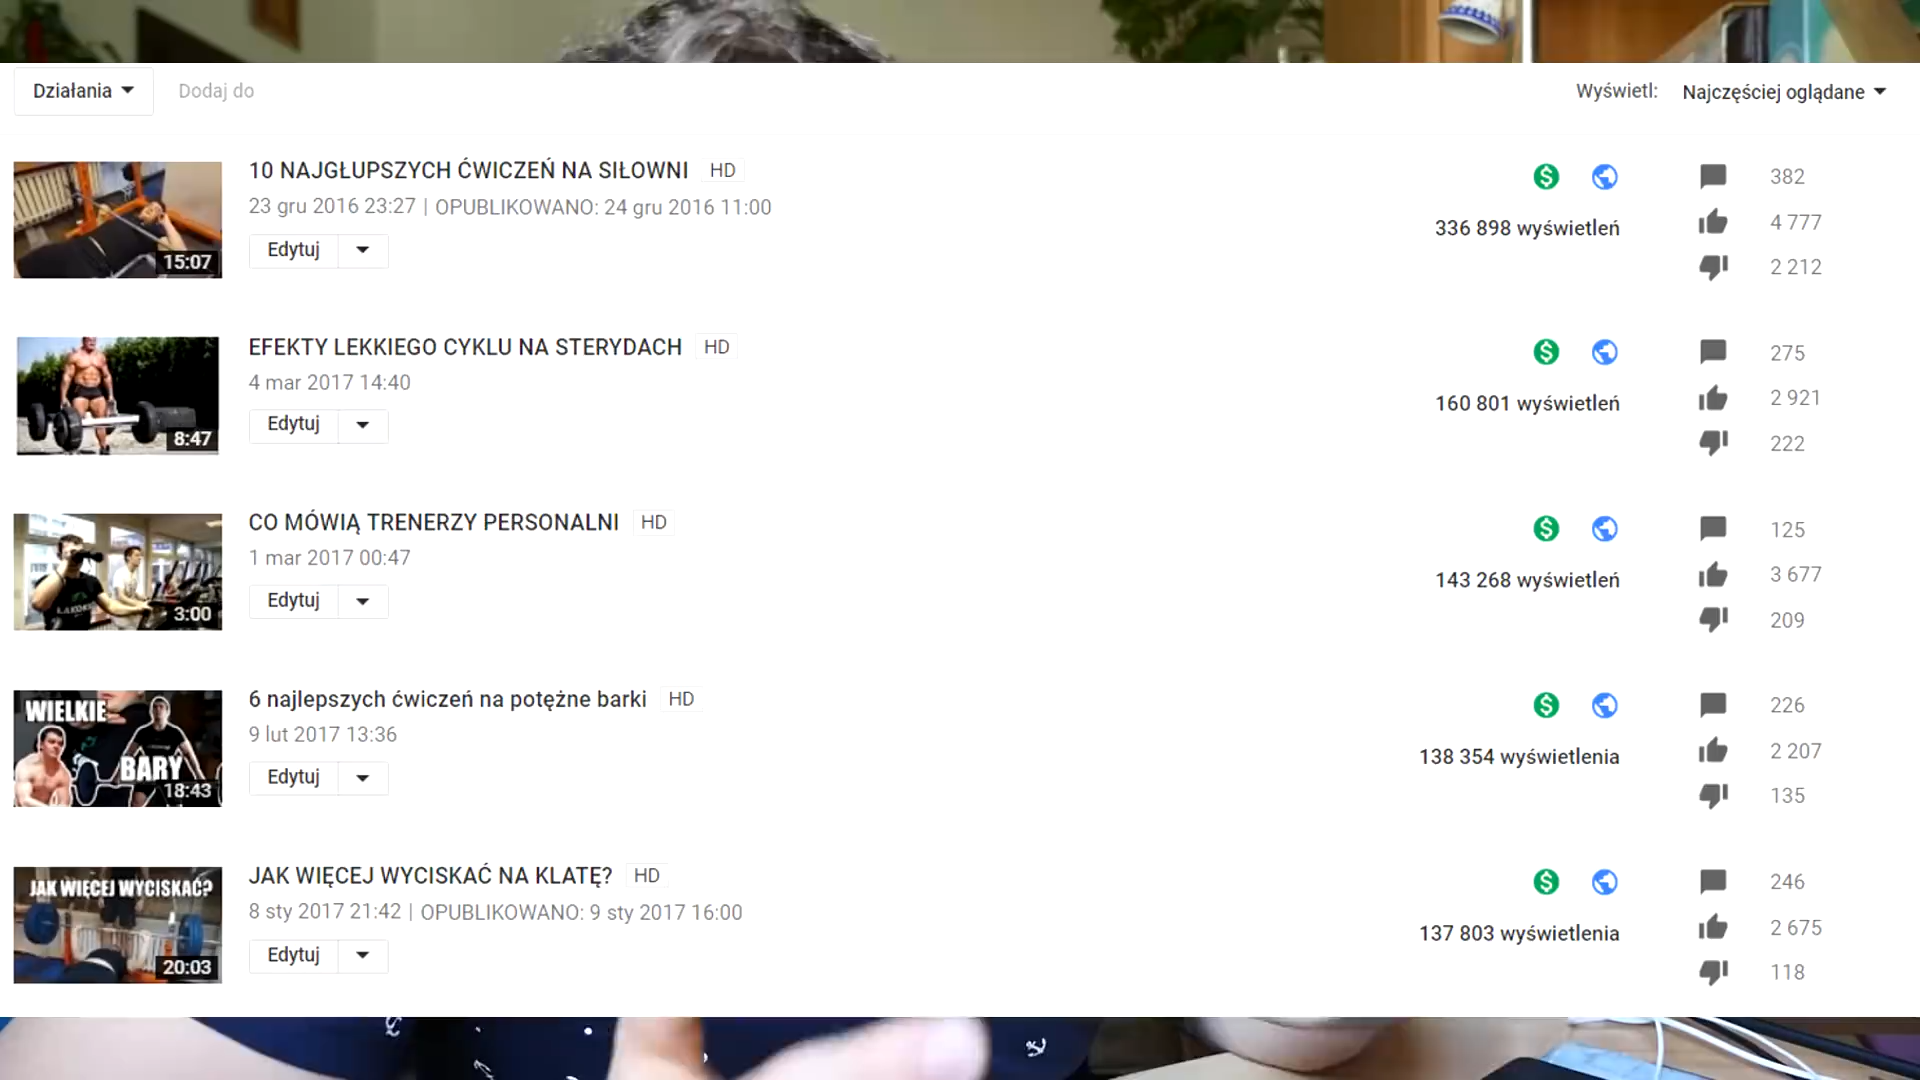 Działania
Dodaj do
Wyświetl: Najczęściej oglądane
10 NAJGŁUPSZYCH ĆWICZEŃ NA SIŁOWNI HD
23 gru 2016 23:27 | OPUBLIKOWANO: 24 gru 2016 11:00
Edytuj
15:07
336 898 wyświetleń
382
4 777
2 212
EFEKTY LEKKIEGO CYKLU NA STERYDACH HD
4 mar 2017 14:40
Edytuj
8:47
160 801 wyświetleń
275
2 921
222
CO MÓWIĄ TRENERZY PERSONALNI HD
1 mar 2017 00:47
Edytuj
3:00
143 268 wyświetleń
125
3 677
209
6 najlepszych ćwiczeń na potężne barki HD
9 lut 2017 13:36
Edytuj
WIELKIE
BARY
18:43
138 354 wyświetlenia
226
2 207
135
JAK WIĘCEJ WYCISKAĆ NA KLATĘ? HD
8 sty 2017 21:42 | OPUBLIKOWANO: 9 sty 2017 16:00
Edytuj
JAK WIĘCEJ WYCISKAĆ?
20:03
137 803 wyświetlenia
246
2 675
118